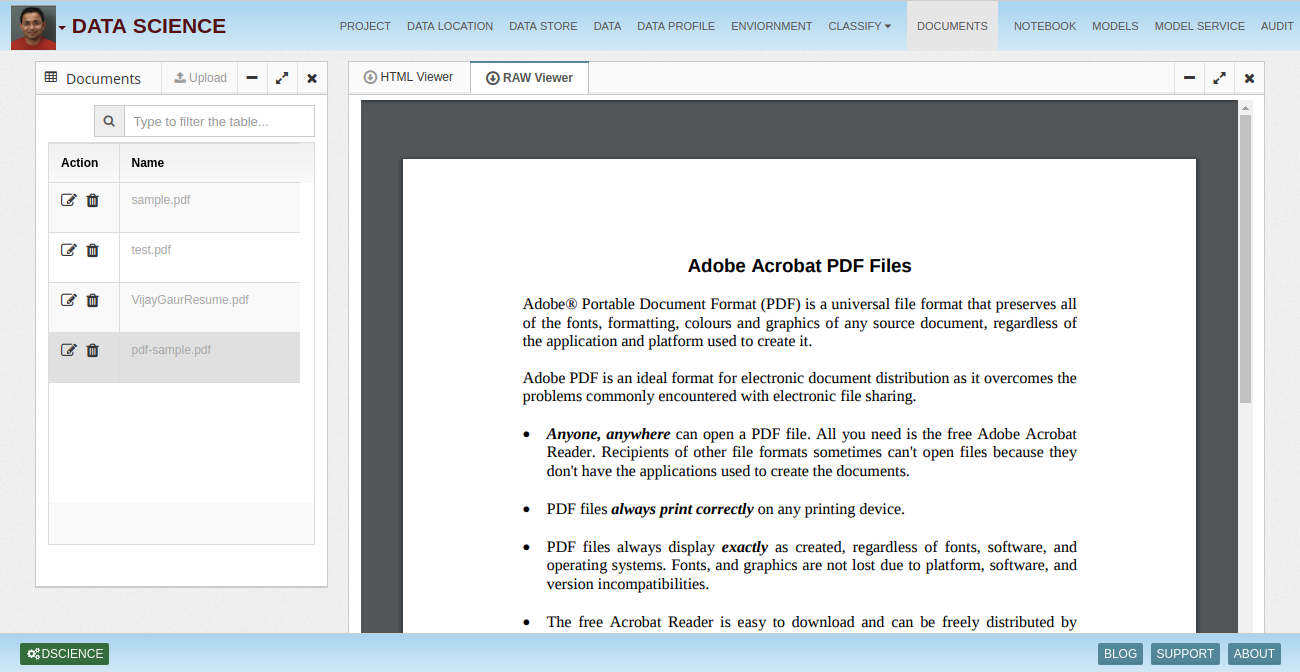 DATA SCIENCE
PROJECT DATA LOCATION DATA STORE DATA DATA PROFILE ENVIORNMENT CLASSIFY DOCUMENTS NOTEBOOK MODELS MODEL SERVICE AUDIT
Documents Upload
Type to filter the table...
Action Name
sample.pdf
test.pdf
VijayGaurResume.pdf
pdf-sample.pdf
HTML Viewer RAW Viewer
Adobe Acrobat PDF Files
Adobe® Portable Document Format (PDF) is a universal file format that preserves all
of the fonts, formatting, colours and graphics of any source document, regardless of
the application and platform used to create it.
Adobe PDF is an ideal format for electronic document distribution as it overcomes the
problems commonly encountered with electronic file sharing.
• Anyone, anywhere can open a PDF file. All you need is the free Adobe Acrobat
Reader. Recipients of other file formats sometimes can't open files because they
don't have the applications used to create the documents.
• PDF files always print correctly on any printing device.
• PDF files always display exactly as created, regardless of fonts, software, and
operating systems. Fonts, and graphics are not lost due to platform, software, and
version incompatibilities.
• The free Acrobat Reader is easy to download and can be freely distributed by
DSCIENCE
BLOG SUPPORT ABOUT